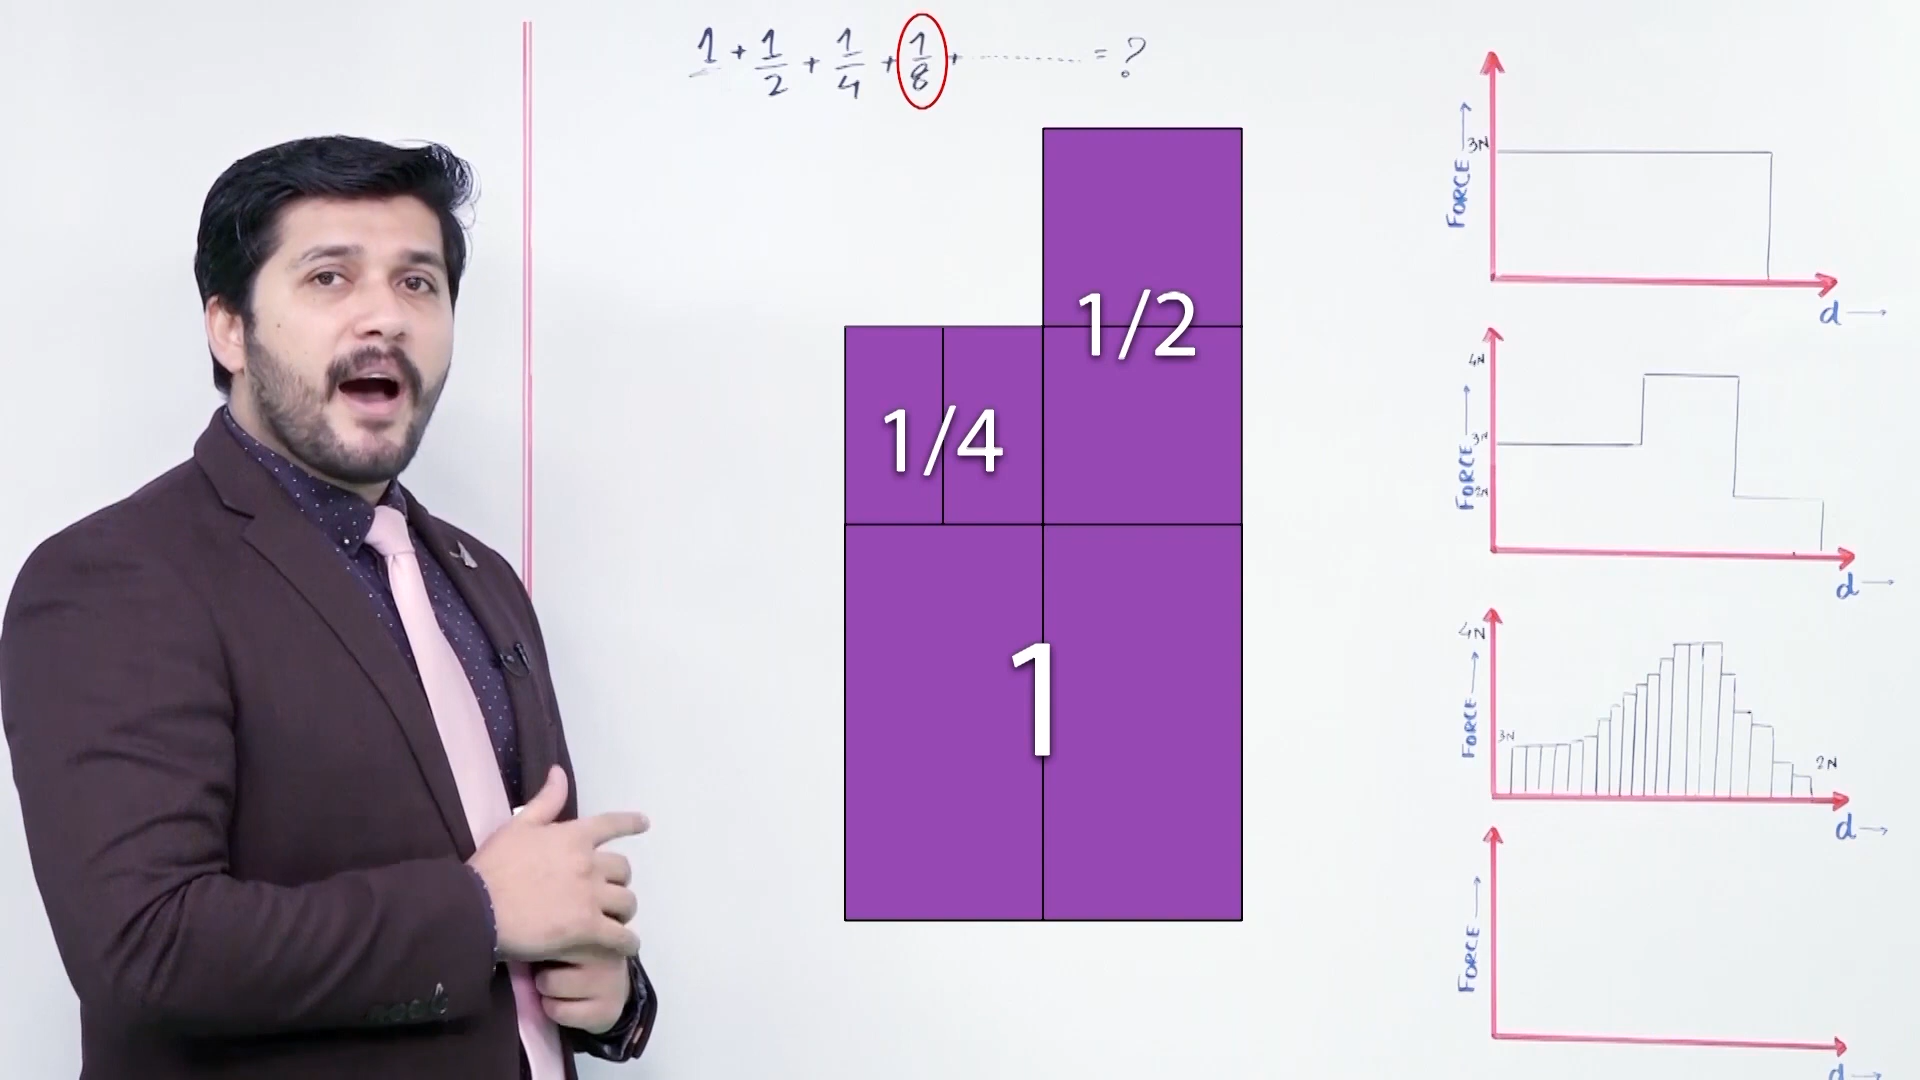 1 + 1/2 + 1/4 + 1/8 + ............ = ?
1/2
1/4
1
3N
FORCE →
d →
4N
3N
2N
FORCE →
d →
4N
3N
2N
FORCE →
d →
FORCE →
d →